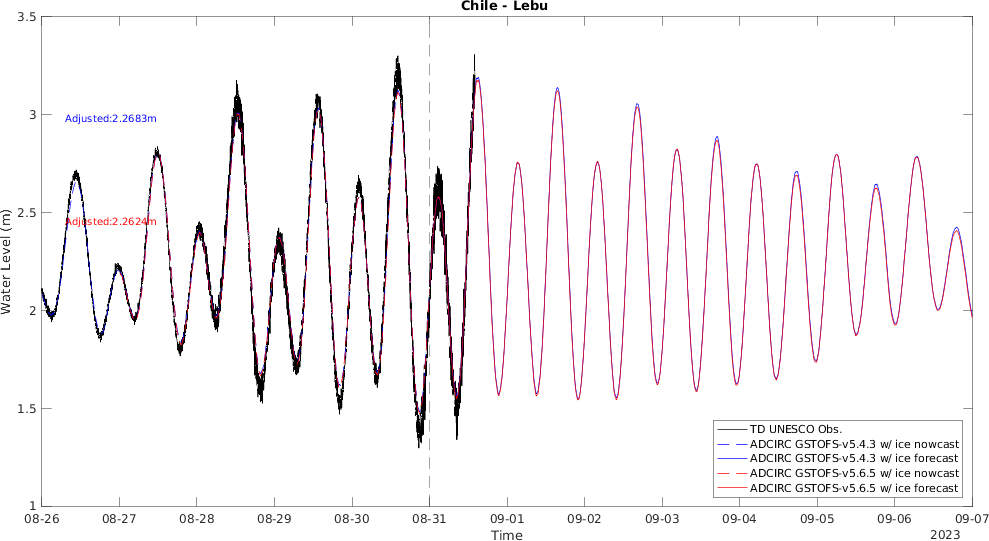 Chile - Lebu
3.5
3
2.5
2
1.5
1
Water Level (m)
Adjusted:2.2683m
Adjusted:2.2624m
TD UNESCO Obs.
ADCIRC GSTOFS-v5.4.3 w/ ice nowcast
ADCIRC GSTOFS-v5.4.3 w/ ice forecast
ADCIRC GSTOFS-v5.6.5 w/ ice nowcast
ADCIRC GSTOFS-v5.6.5 w/ ice forecast
08-26 08-27 08-28 08-29 08-30 08-31 09-01 09-02 09-03 09-04 09-05 09-06 09-07
Time
2023